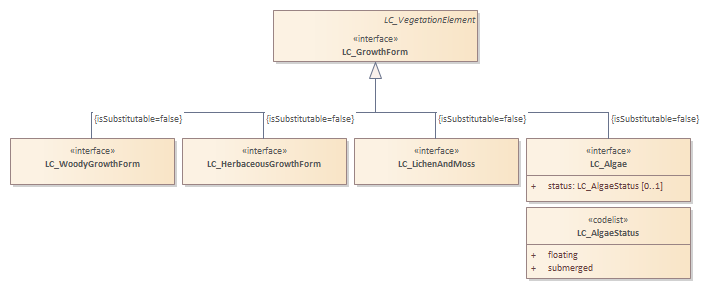 LC_VegetationElement
«interface»
LC_GrowthForm
{isSubstitutable=false} {isSubstitutable=false} {isSubstitutable=false} {isSubstitutable=false}
«interface»
LC_WoodyGrowthForm
«interface»
LC_HerbaceousGrowthForm
«interface»
LC_LichenAndMoss
«interface»
LC_Algae
+ status: LC_AlgaeStatus [0..1]
«codelist»
LC_AlgaeStatus
+ floating
+ submerged